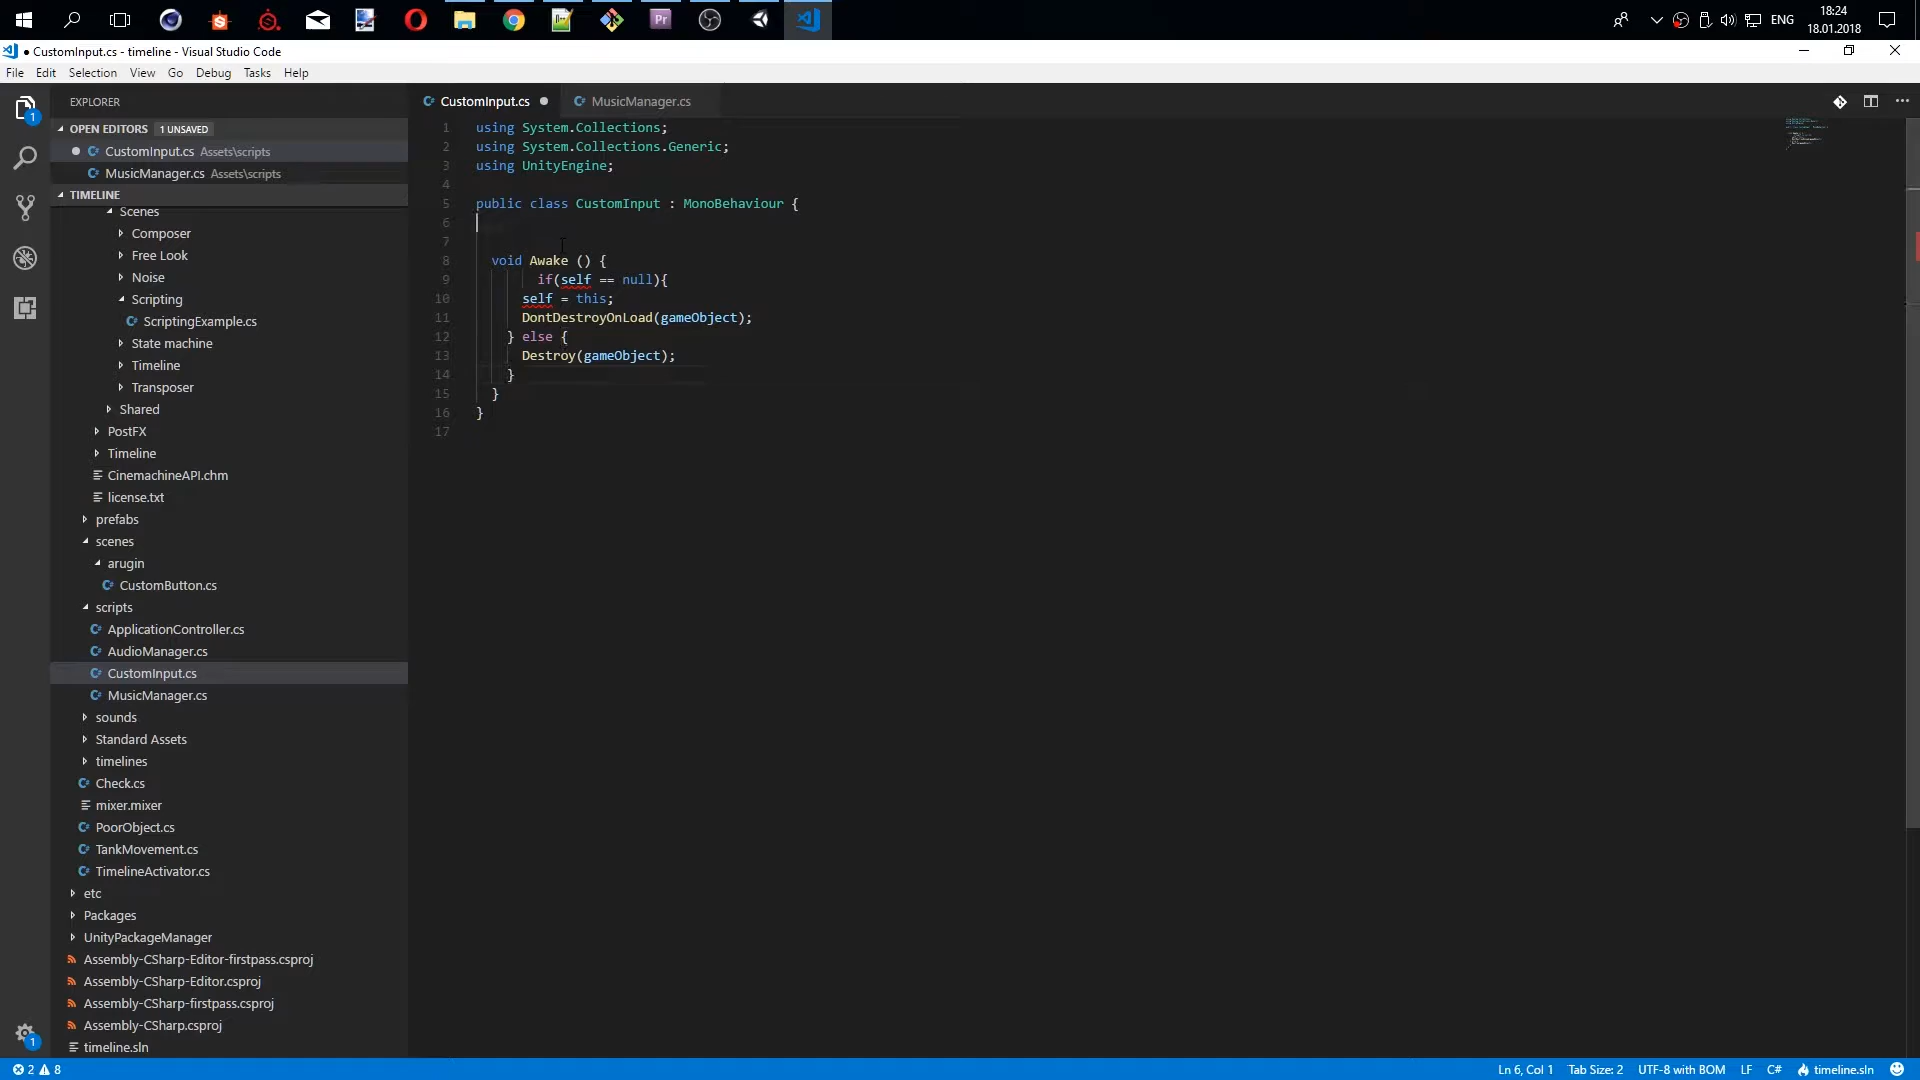 Pr
ENG
18:24
18.01.2018
● CustomInput.cs - timeline - Visual Studio Code
File Edit Selection View Go Debug Tasks Help
EXPLORER
OPEN EDITORS 1 UNSAVED
CustomInput.cs Assets\scripts
MusicManager.cs Assets\scripts
TIMELINE
Scenes
Composer
Free Look
Noise
Scripting
ScriptingExample.cs
State machine
Timeline
Transposer
Shared
PostFX
Timeline
CinemachineAPI.chm
license.txt
prefabs
scenes
arugin
CustomButton.cs
scripts
ApplicationController.cs
AudioManager.cs
CustomInput.cs
MusicManager.cs
sounds
Standard Assets
timelines
Check.cs
mixer.mixer
PoorObject.cs
TankMovement.cs
TimelineActivator.cs
etc
Packages
UnityPackageManager
Assembly-CSharp-Editor-firstpass.csproj
Assembly-CSharp-Editor.csproj
Assembly-CSharp-firstpass.csproj
Assembly-CSharp.csproj
timeline.sln
1
1
CustomInput.cs MusicManager.cs
1 using System.Collections;
2 using System.Collections.Generic;
3 using UnityEngine;
4
5 public class CustomInput : MonoBehaviour {
6
7
8 void Awake () {
9 if(self == null){
10 self = this;
11 DontDestroyOnLoad(gameObject);
12 } else {
13 Destroy(gameObject);
14 }
15 }
16 }
17
2 8
Ln 6, Col 1 Tab Size: 2 UTF-8 with BOM LF C# timeline.sln